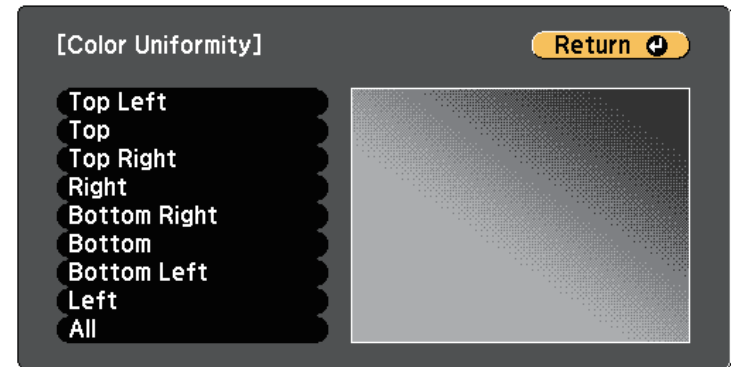 [Color Uniformity]
Return
Top Left
Top
Top Right
Right
Bottom Right
Bottom
Bottom Left
Left
All